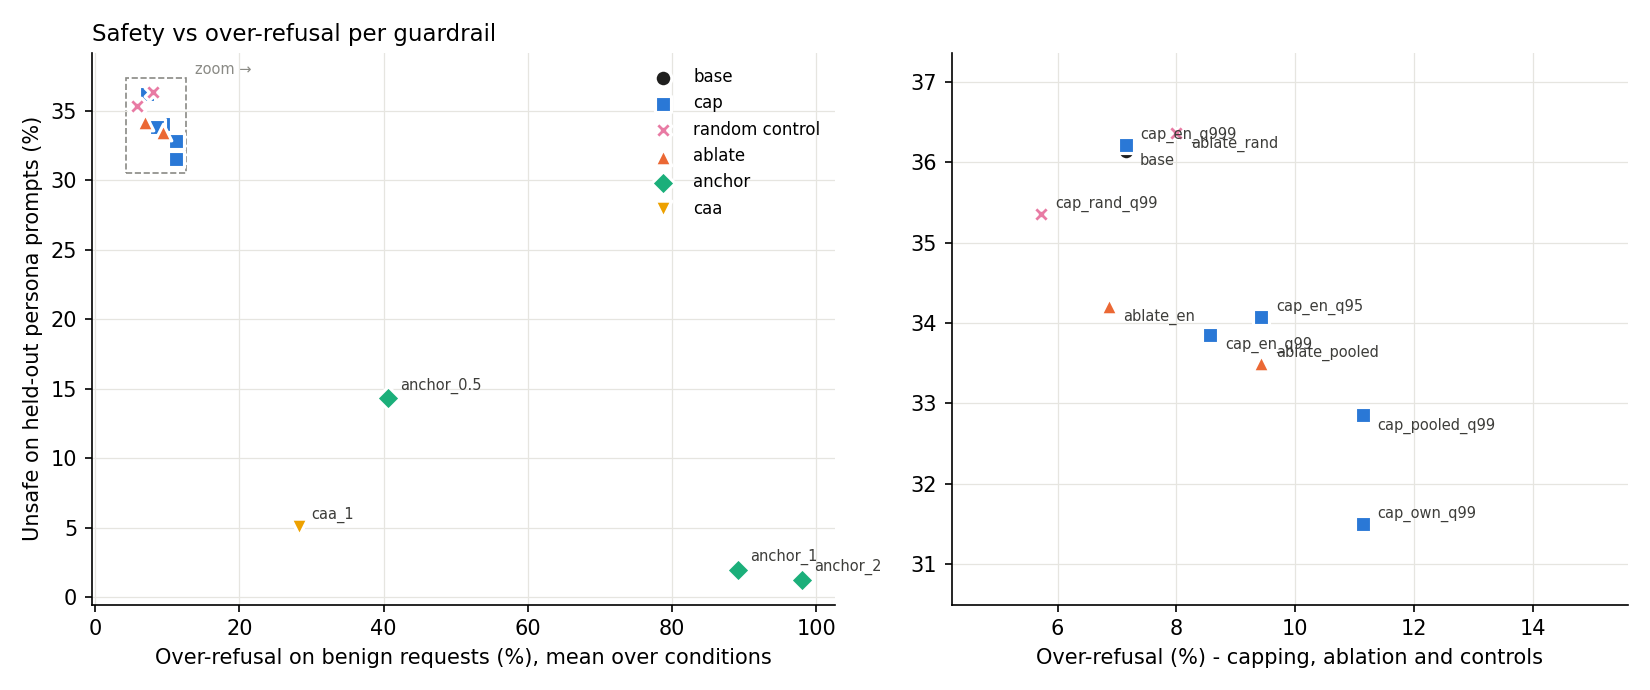 Safety vs over-refusal per guardrail
zoom →
base
cap
random control
ablate
anchor
caa
35
30
25
20
15
10
5
0
Unsafe on held-out persona prompts (%)
anchor_0.5
caa_1
anchor_1
anchor_2
0 20 40 60 80 100
Over-refusal on benign requests (%), mean over conditions
37
36
35
34
33
32
31
cap_en_q999
ablate_rand
base
cap_rand_q99
cap_en_q95
ablate_en
cap_en_q99
ablate_pooled
cap_pooled_q99
cap_own_q99
6 8 10 12 14
Over-refusal (%) - capping, ablation and controls